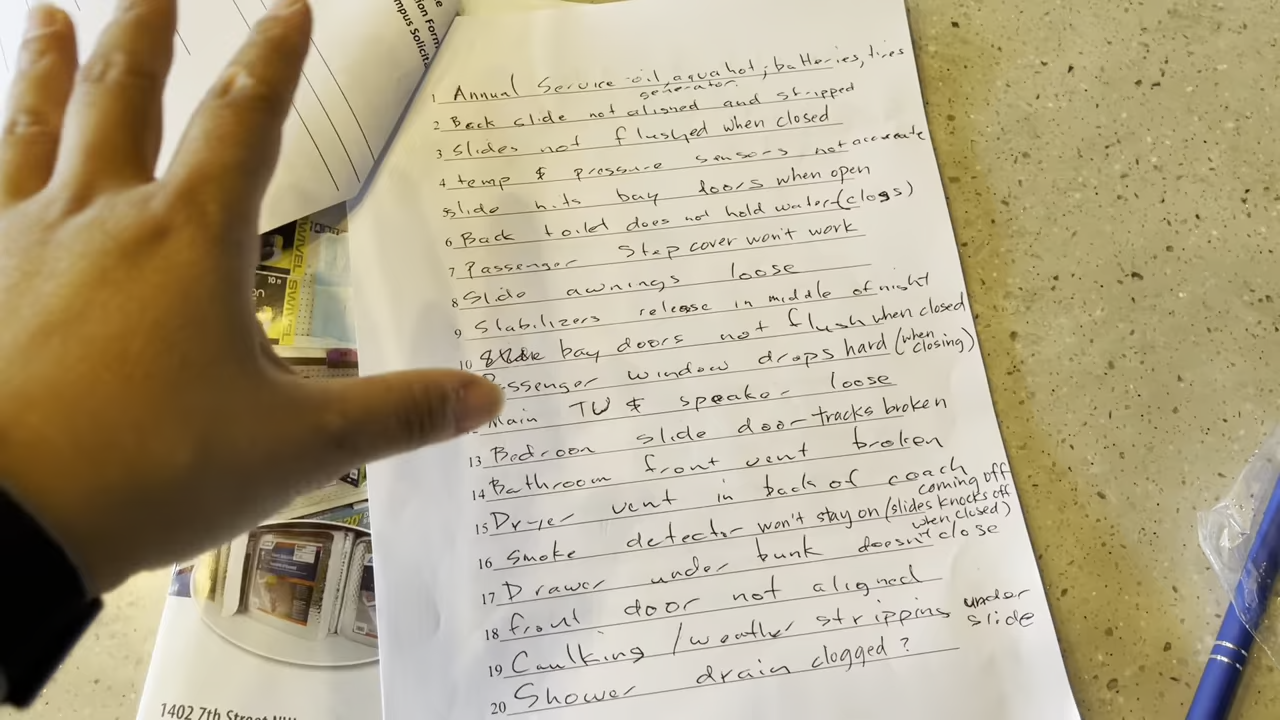 1 Annual Service-oil, aquahot, batteries, tires
generator.
2 Back slide not aligned and stripped
3 Slides not flushed when closed
4 temp & pressure sensors not accurate
slide hits bay doors when open
6 Back toilet does not hold water (clogs)
7 Passenger Step cover won't work
8 Slide awnings loose
9 Stabilizers release in middle of night
10 bay doors not flush when closed
Passenger window drops hard (when closing)
Main TV & speaker loose
13 Bedroom slide door-tracks broken
14 Bathroom front vent broken
15 Dryer vent in back of coach
coming off
16 smoke detector won't stay on (slides knocks off
when closed)
17 Drawer under bunk doesn't close
18 front door not aligned
19 Caulking / weather stripping under slide
20 Shower drain clogged?
SWIVEL
SWIVEL
10 ft
1402 7th Street NW